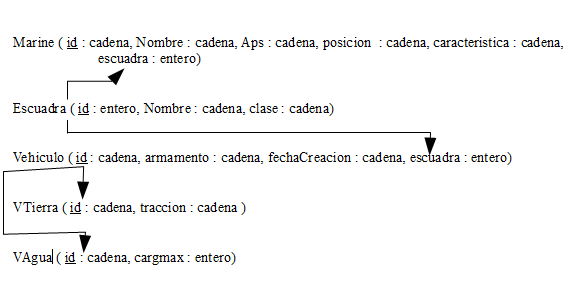 Marine ( id : cadena, Nombre : cadena, Aps : cadena, posicion : cadena, caracteristica : cadena,
escuadra : entero)
Escuadra ( id : entero, Nombre : cadena, clase : cadena)
Vehiculo ( id : cadena, armamento : cadena, fechaCreacion : cadena, escuadra : entero)
VTierra ( id : cadena, traccion : cadena )
VAgua ( id : cadena, cargmax : entero)